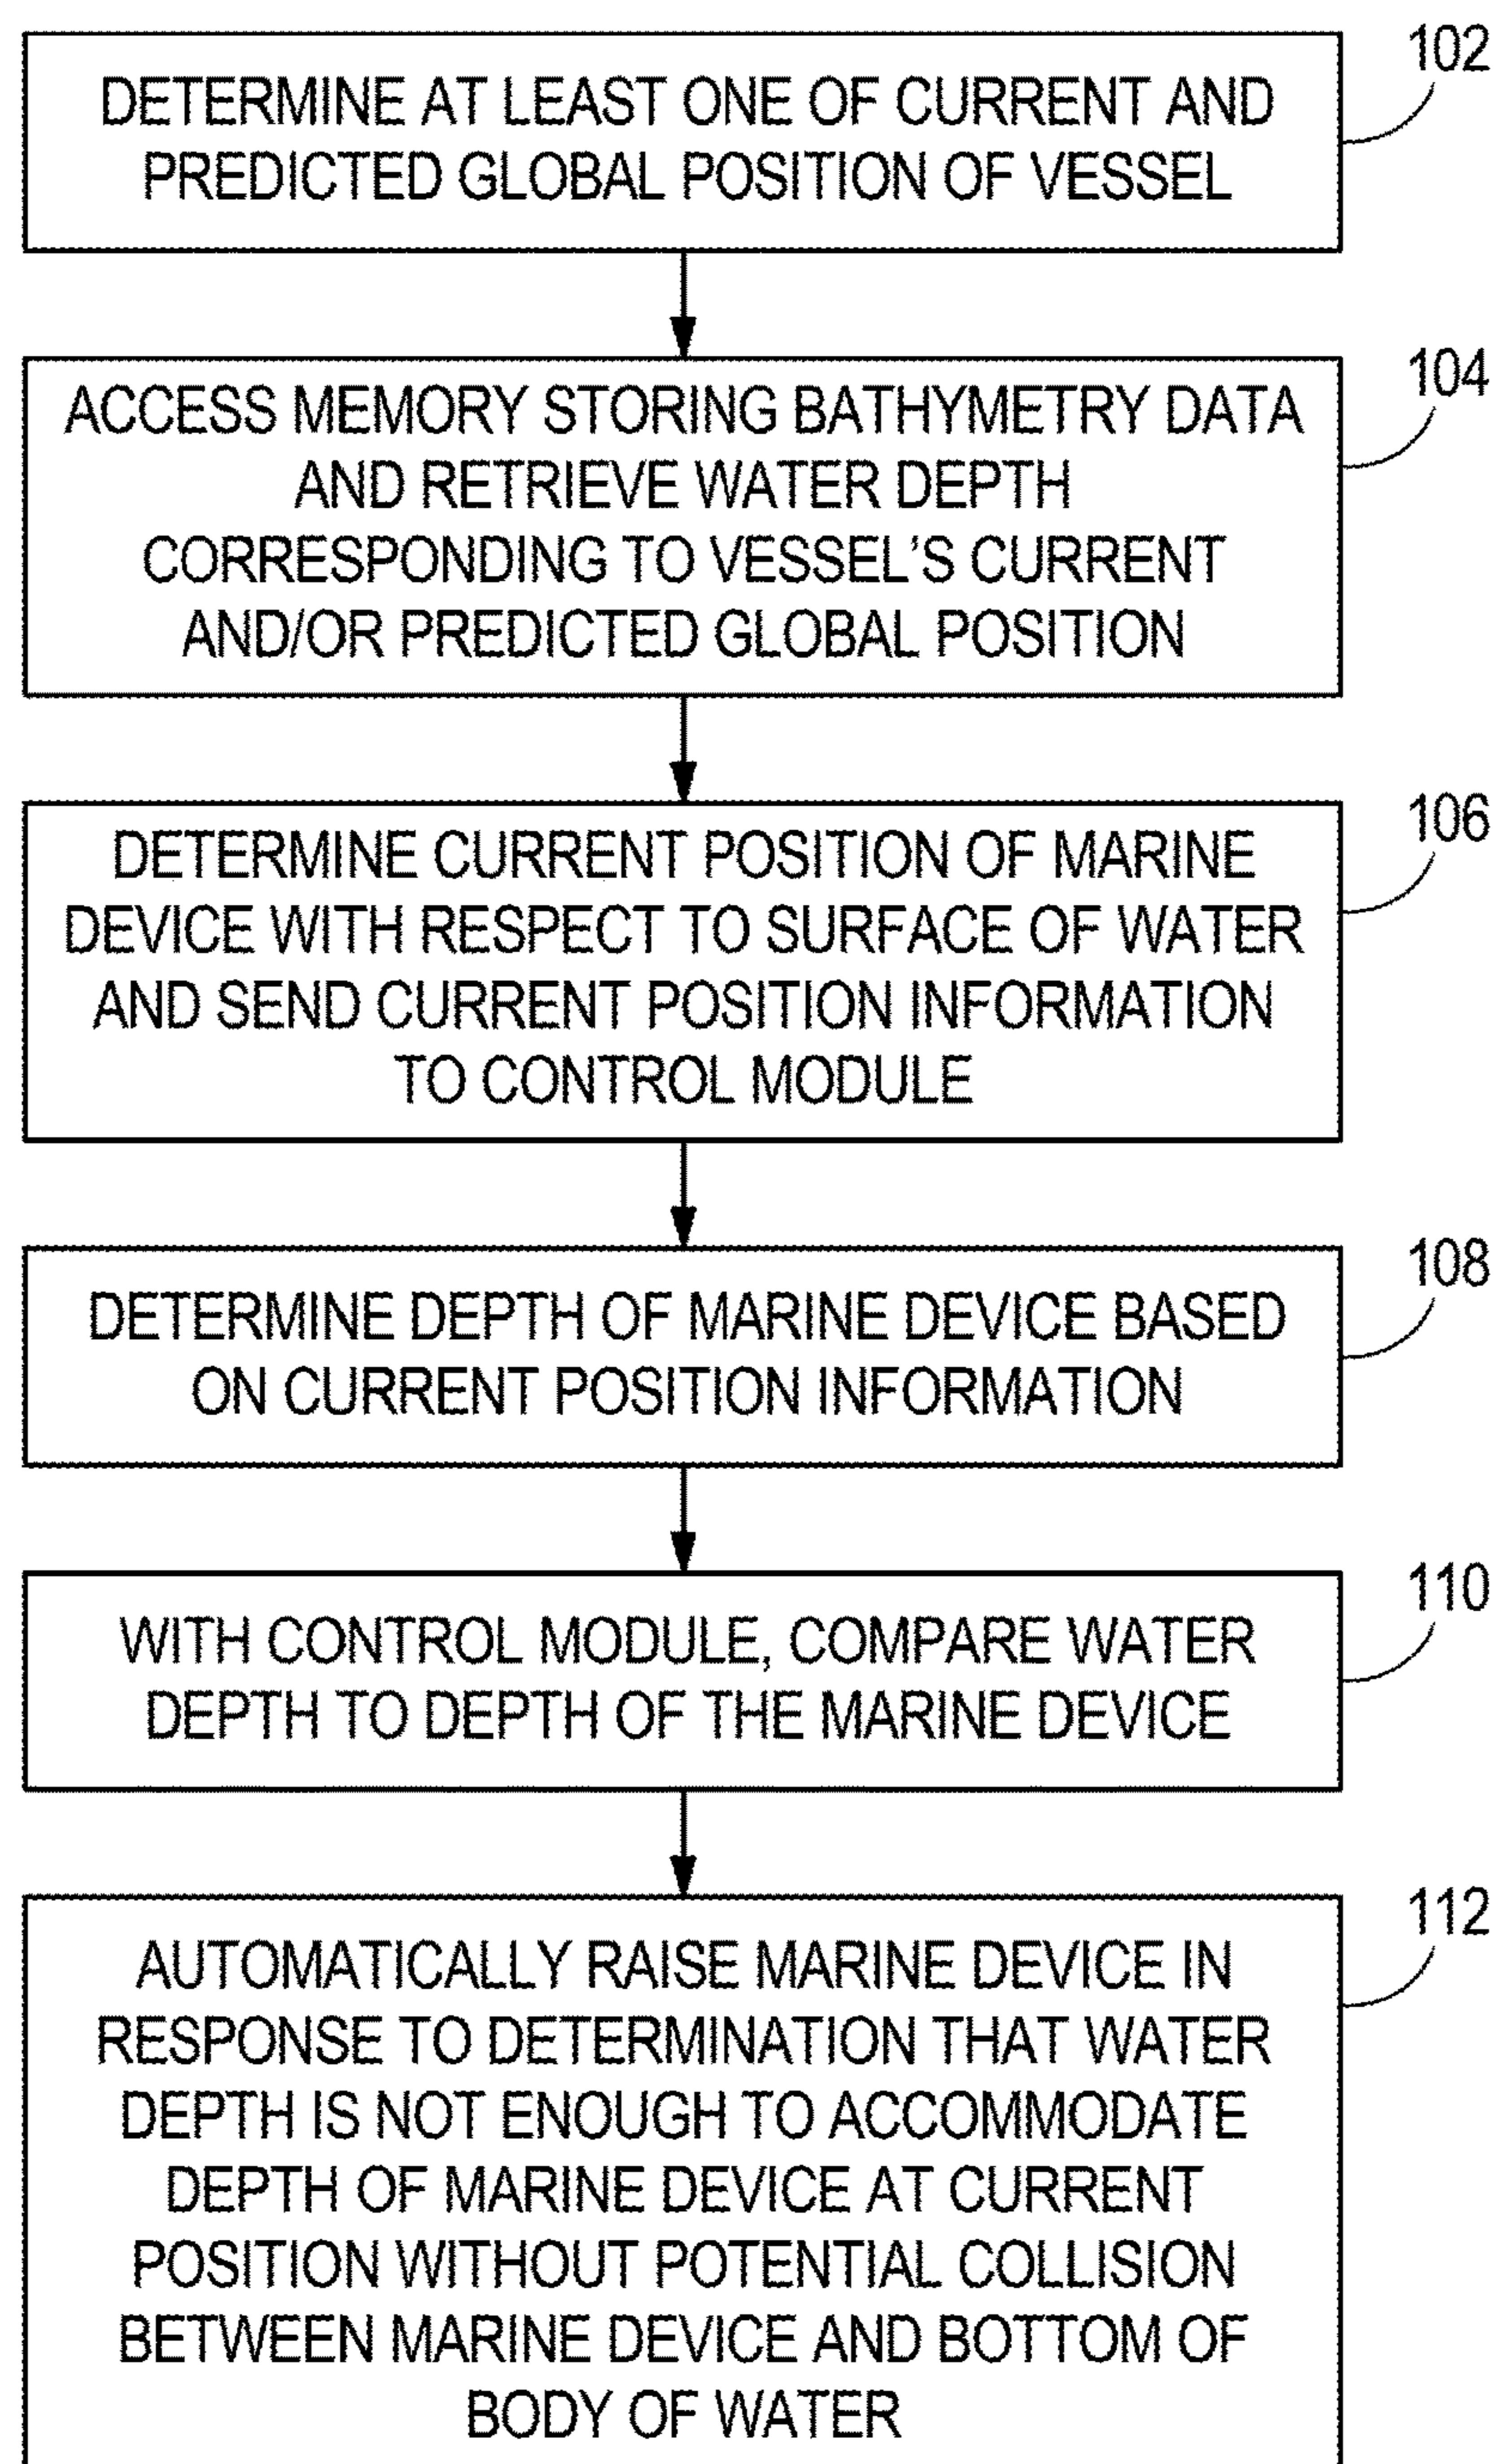 102
DETERMINE AT LEAST ONE OF CURRENT AND
PREDICTED GLOBAL POSITION OF VESSEL
104
ACCESS MEMORY STORING BATHYMETRY DATA
AND RETRIEVE WATER DEPTH
CORRESPONDING TO VESSEL'S CURRENT
AND/OR PREDICTED GLOBAL POSITION
106
DETERMINE CURRENT POSITION OF MARINE
DEVICE WITH RESPECT TO SURFACE OF WATER
AND SEND CURRENT POSITION INFORMATION
TO CONTROL MODULE
108
DETERMINE DEPTH OF MARINE DEVICE BASED
ON CURRENT POSITION INFORMATION
110
WITH CONTROL MODULE, COMPARE WATER
DEPTH TO DEPTH OF THE MARINE DEVICE
112
AUTOMATICALLY RAISE MARINE DEVICE IN
RESPONSE TO DETERMINATION THAT WATER
DEPTH IS NOT ENOUGH TO ACCOMMODATE
DEPTH OF MARINE DEVICE AT CURRENT
POSITION WITHOUT POTENTIAL COLLISION
BETWEEN MARINE DEVICE AND BOTTOM OF
BODY OF WATER